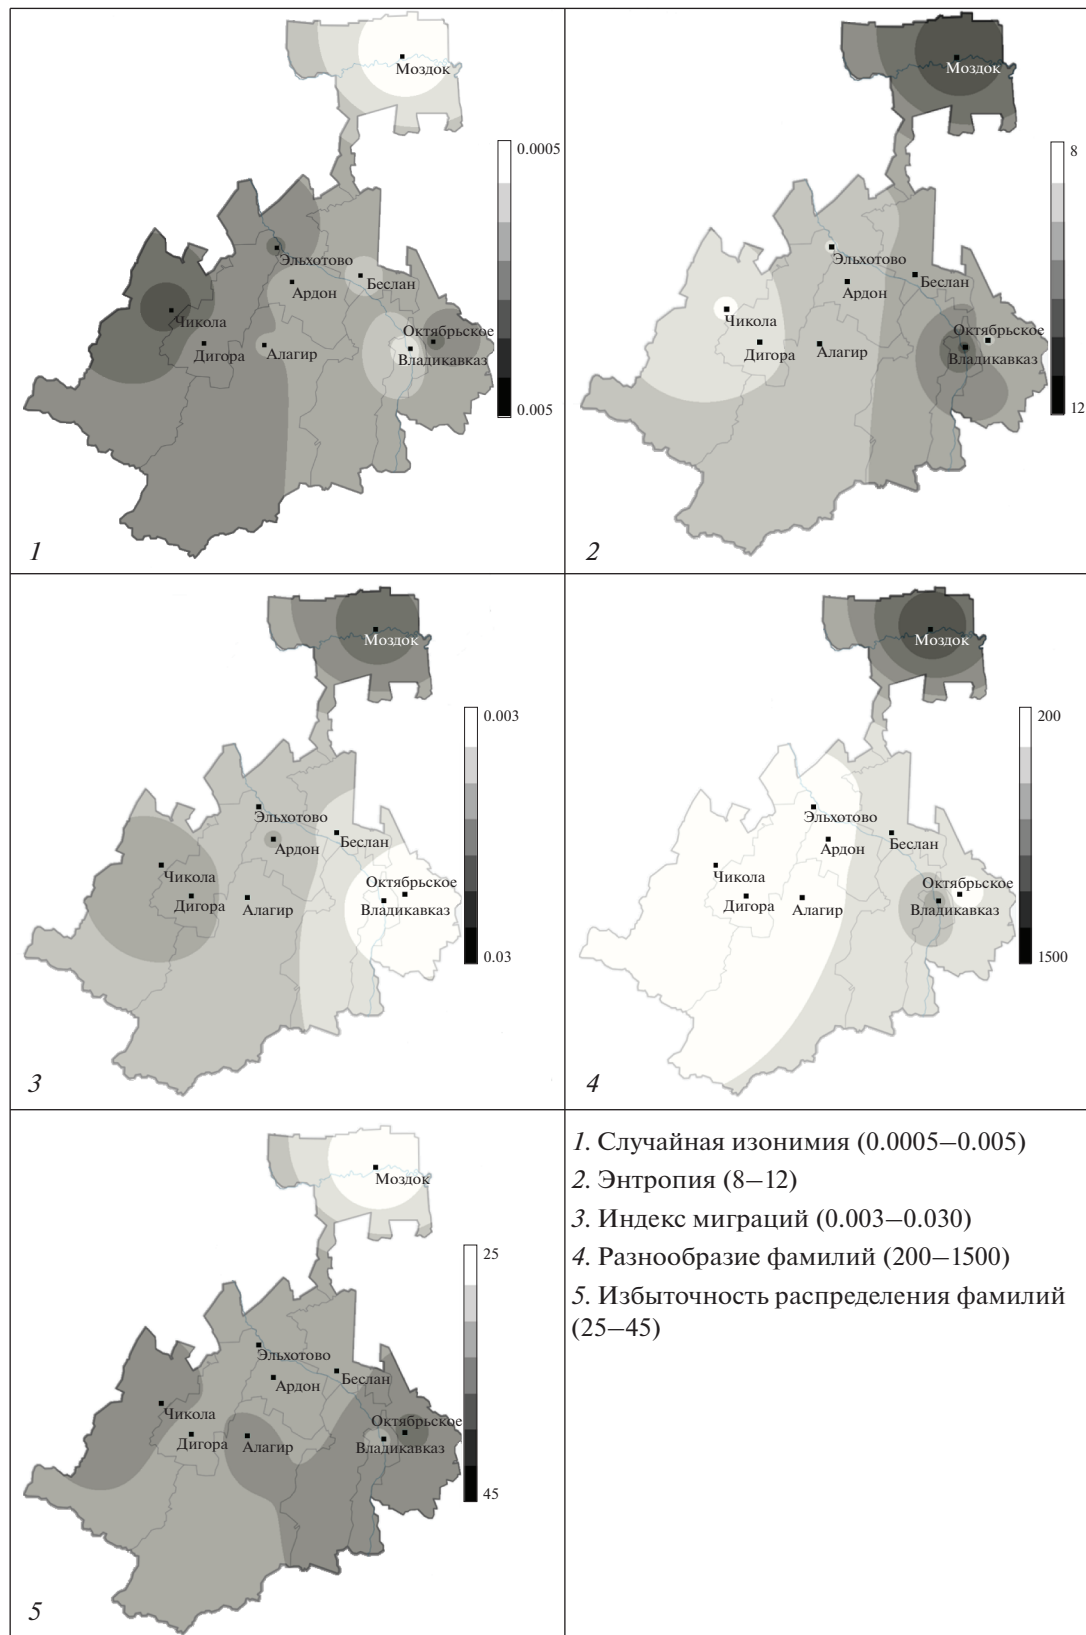 Моздок
0.0005
Эльхотово
Беслан
Ардон
Чикола
Октябрьское
Дигора
Алагир
Владикавказ
0.005
1
Моздок
8
Эльхотово
Беслан
Ардон
Чикола
Октябрьское
Дигора
Алагир
Владикавказ
12
2
Моздок
0.003
Эльхотово
Беслан
Ардон
Чикола
Октябрьское
Дигора
Алагир
Владикавказ
0.03
3
Моздок
200
Эльхотово
Беслан
Ардон
Чикола
Октябрьское
Дигора
Алагир
Владикавказ
1500
4
Моздок
25
Эльхотово
Беслан
Ардон
Чикола
Октябрьское
Дигора
Алагир
Владикавказ
45
5
1. Случайная изонимия (0.0005–0.005)
2. Энтропия (8–12)
3. Индекс миграций (0.003–0.030)
4. Разнообразие фамилий (200–1500)
5. Избыточность распределения фамилий
(25–45)